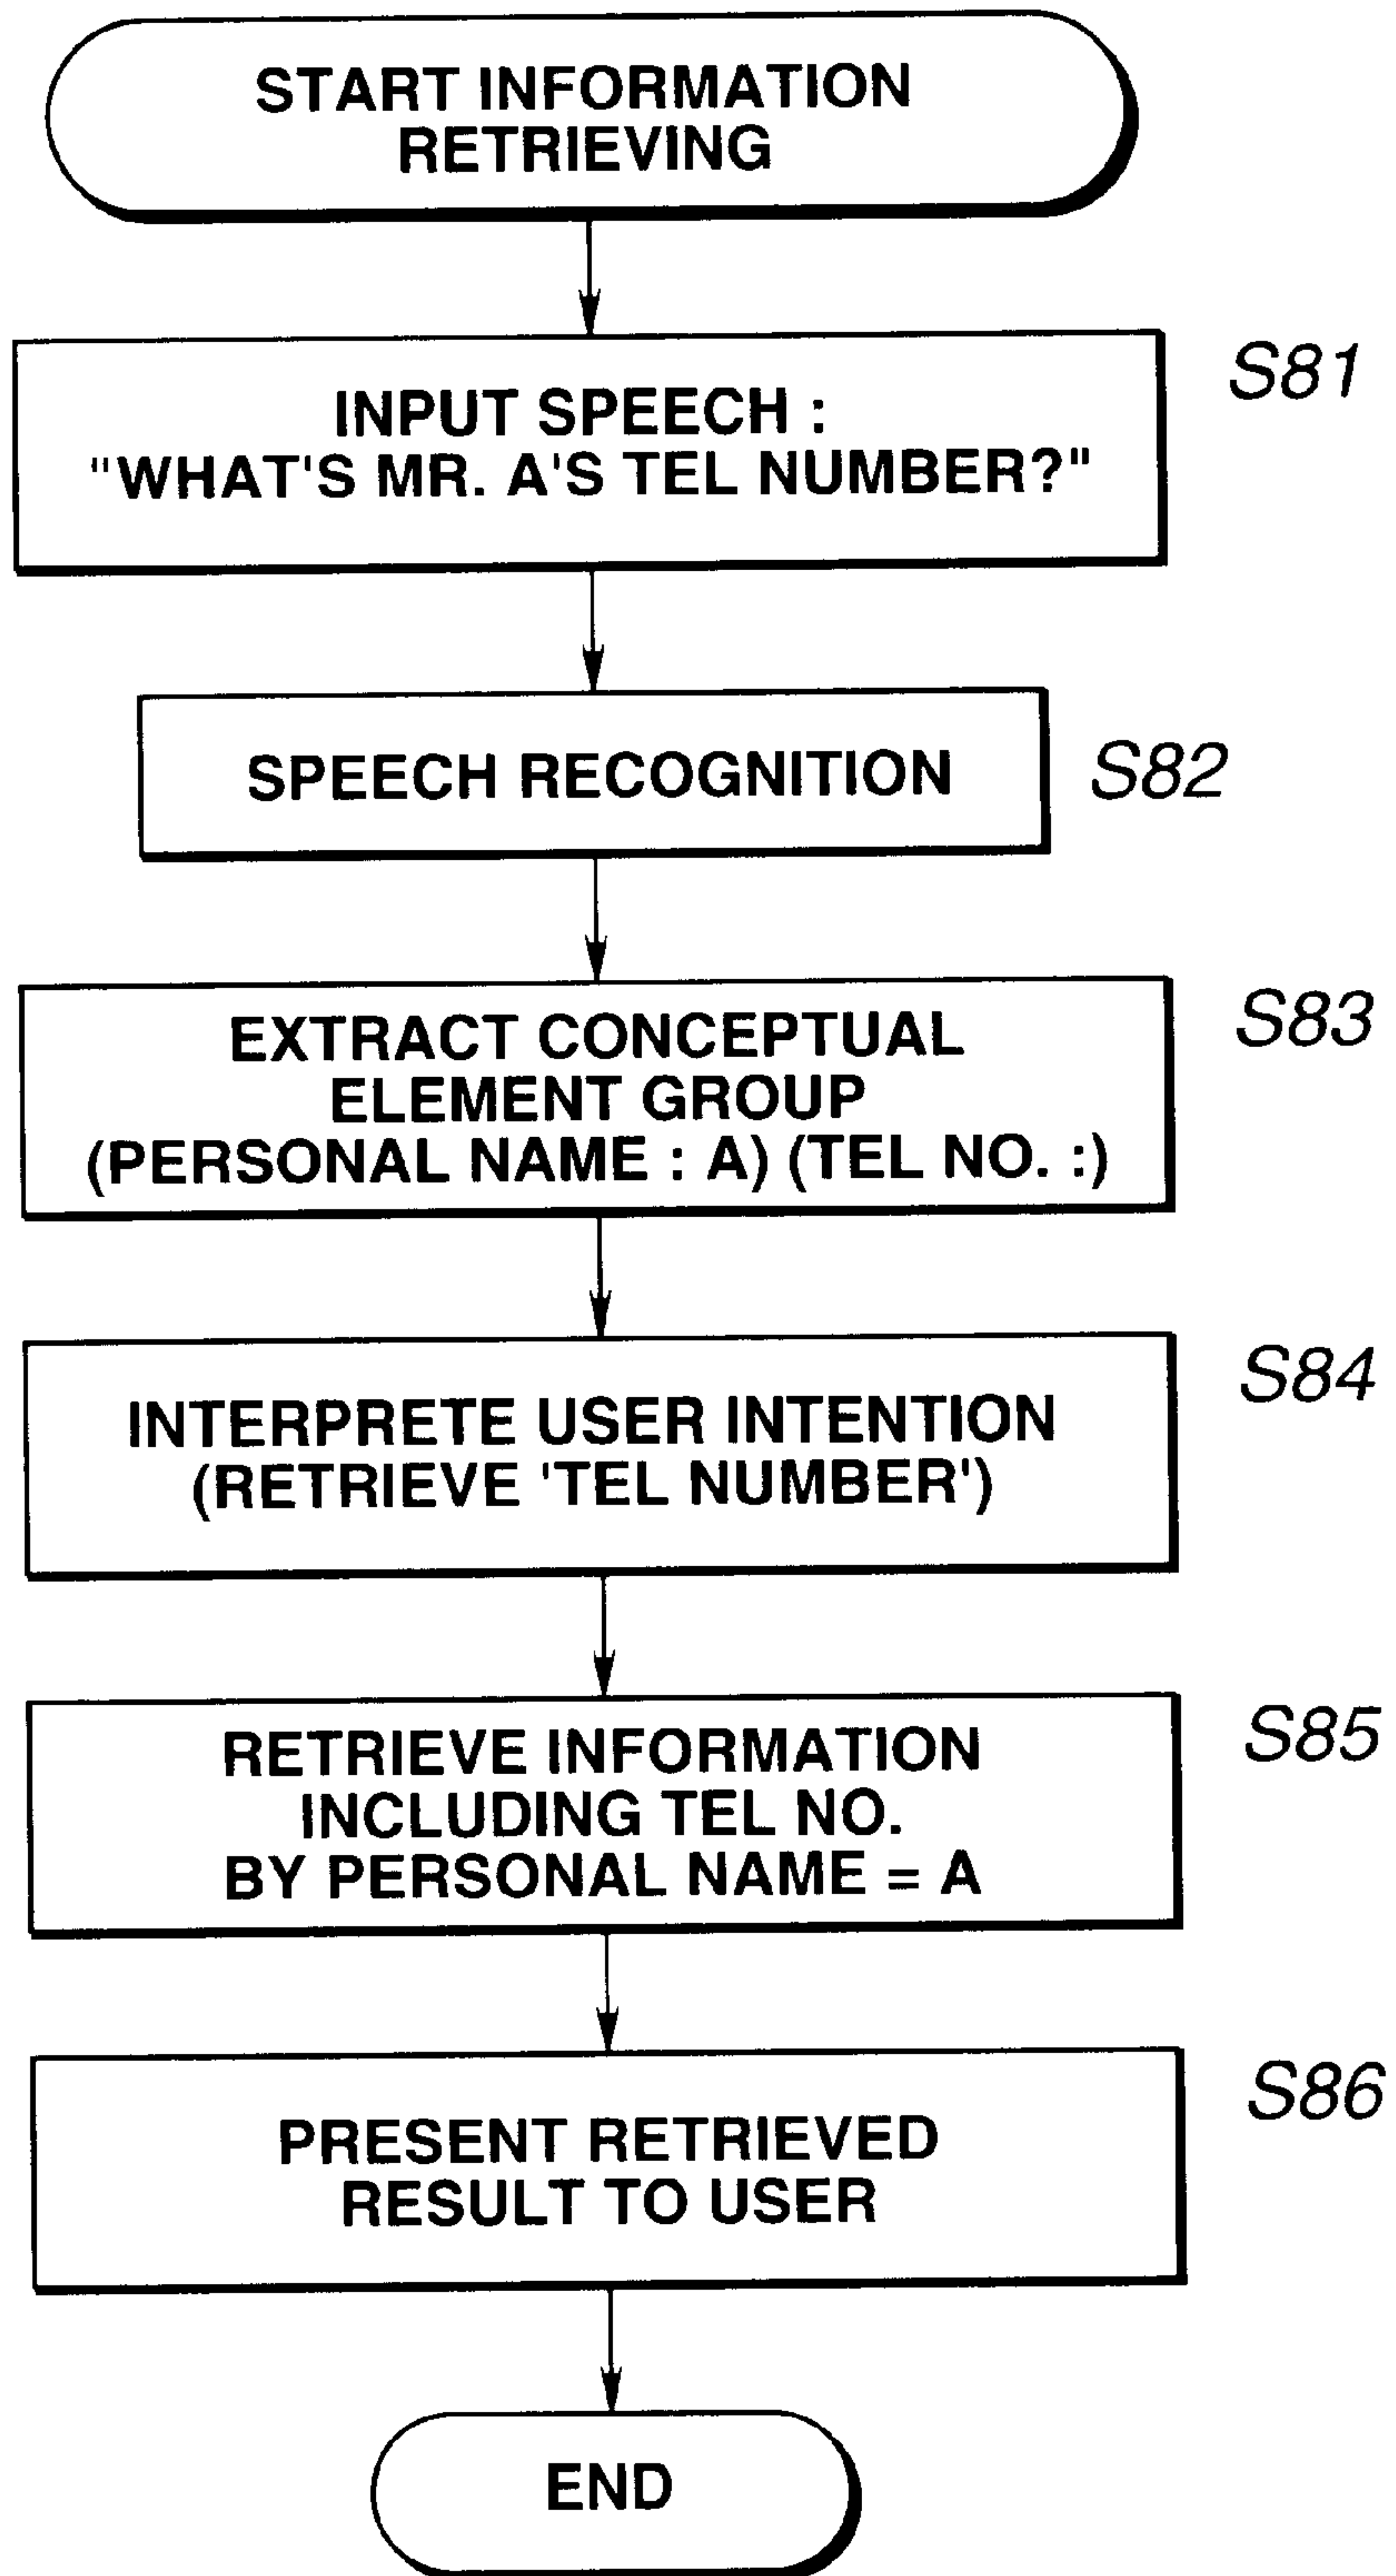 START INFORMATION
RETRIEVING
INPUT SPEECH :
"WHAT'S MR. A'S TEL NUMBER?"
S81
SPEECH RECOGNITION
S82
EXTRACT CONCEPTUAL
ELEMENT GROUP
(PERSONAL NAME : A) (TEL NO. :)
S83
INTERPRETE USER INTENTION
(RETRIEVE 'TEL NUMBER')
S84
RETRIEVE INFORMATION
INCLUDING TEL NO.
BY PERSONAL NAME = A
S85
PRESENT RETRIEVED
RESULT TO USER
S86
END